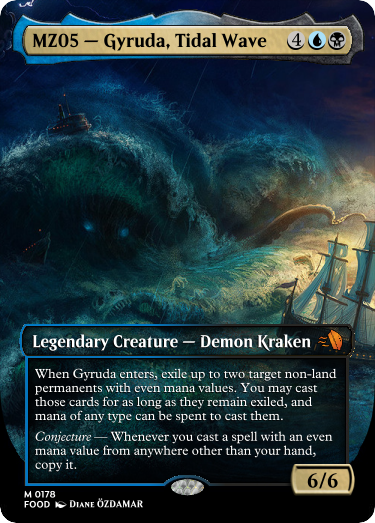 MZ05 — Gyruda, Tidal Wave 4
Legendary Creature — Demon Kraken
When Gyruda enters, exile up to two target non-land
permanents with even mana values. You may cast
those cards for as long as they remain exiled, and
mana of any type can be spent to cast them.
Conjecture — Whenever you cast a spell with an even
mana value from anywhere other than your hand,
copy it.
6/6
M 0178
FOOD Diane ÖZDAMAR